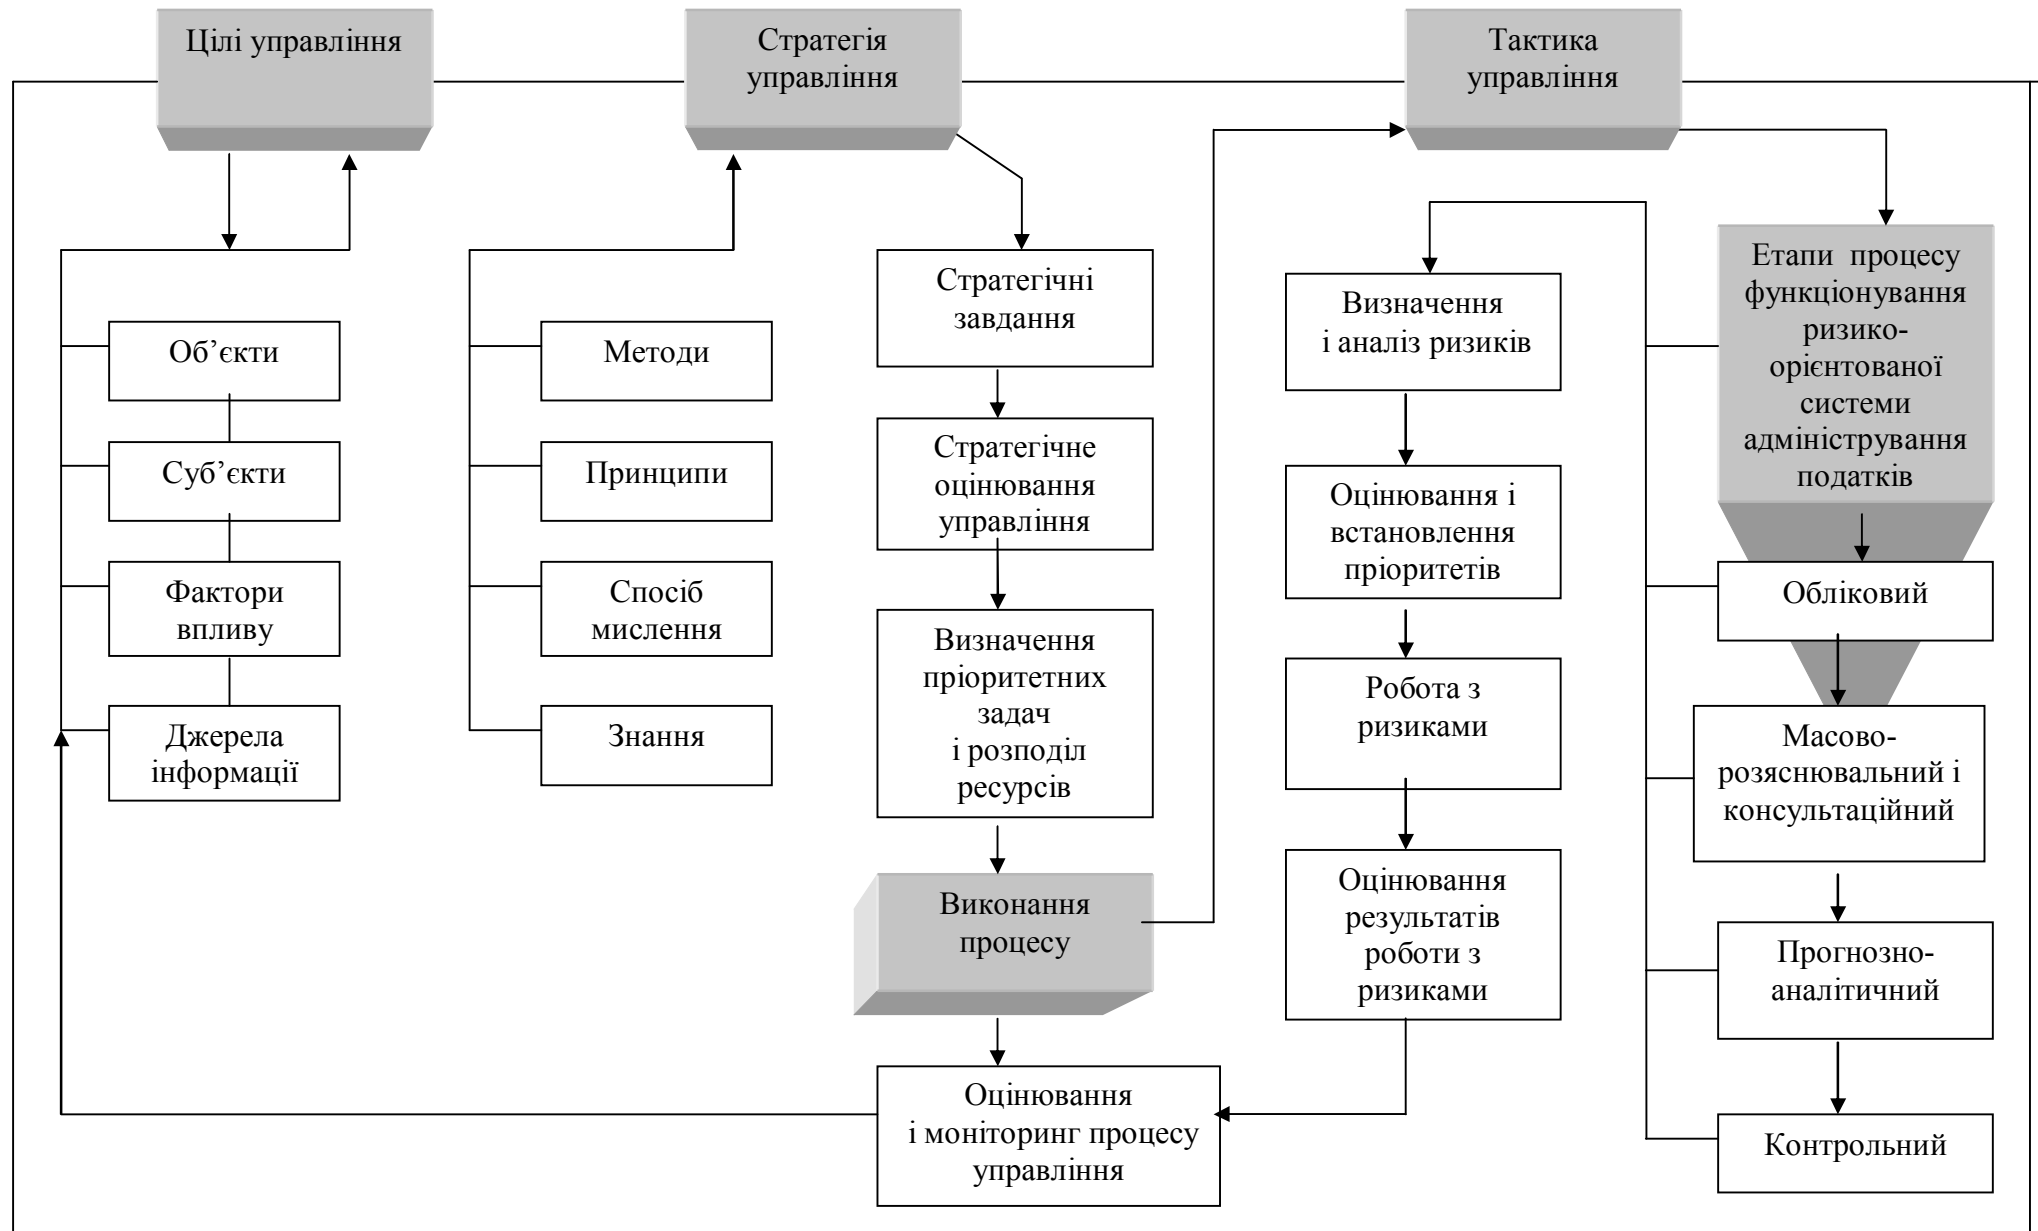 Цілі управління
Стратегія
управління
Тактика
управління
Об’єкти
Суб’єкти
Фактори
впливу
Джерела
інформації
Методи
Принципи
Спосіб
мислення
Знання
Стратегічні
завдання
Стратегічне
оцінювання
управління
Визначення
пріоритетних
задач
і розподіл
ресурсів
Виконання
процесу
Оцінювання
і моніторинг процесу
управління
Визначення
і аналіз ризиків
Оцінювання і
встановлення
пріоритетів
Робота з
ризиками
Оцінювання
результатів
роботи з
ризиками
Етапи процесу
функціонування
ризико-
орієнтованої
системи
адміністрування
податків
Обліковий
Масово-
розяснювальний і
консультаційний
Прогнозно-
аналітичний
Контрольний